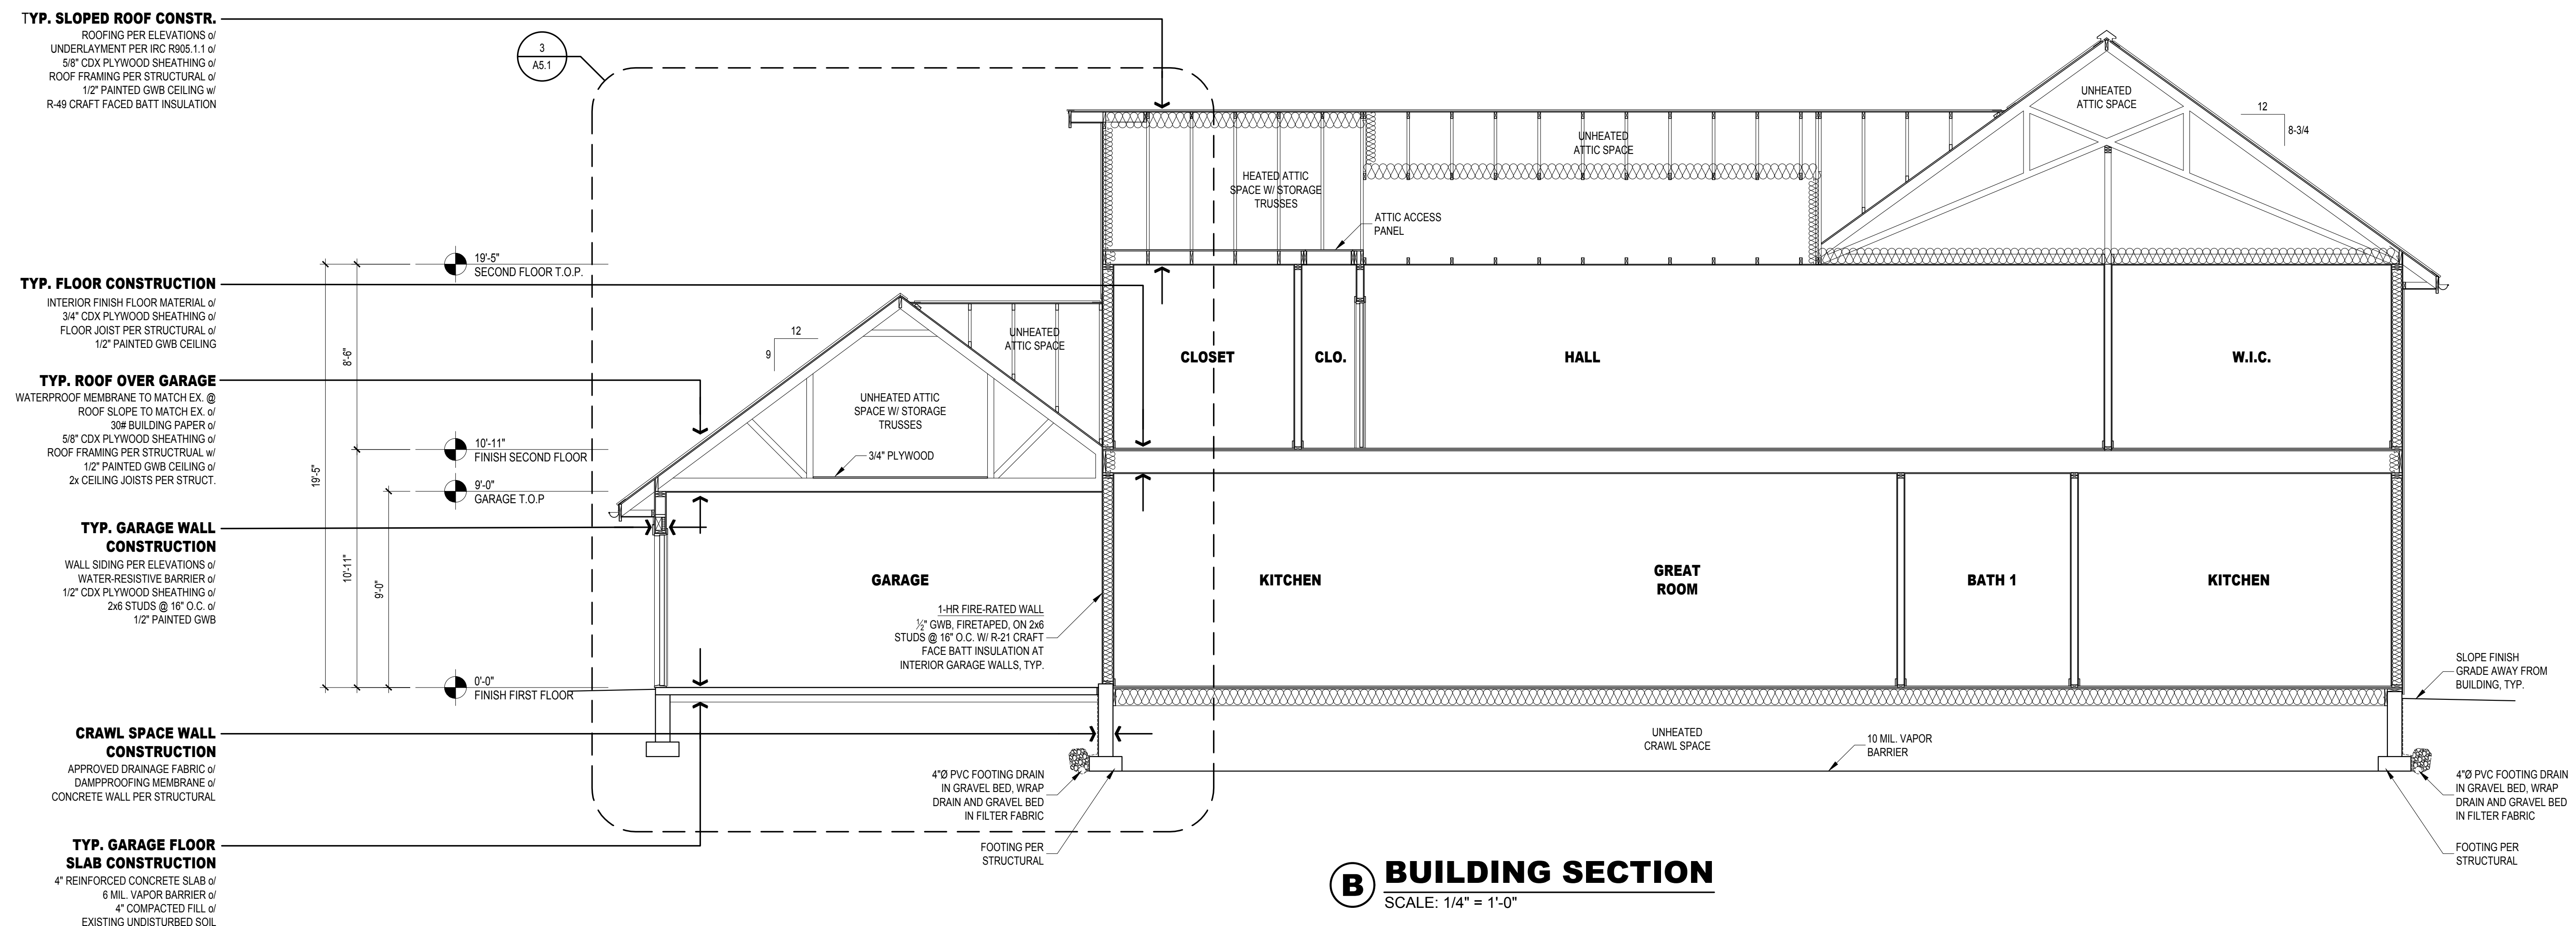 TYP. SLOPED ROOF CONSTR.
ROOFING PER ELEVATIONS o/
UNDERLAYMENT PER IRC R905.1.1 o/
5/8" CDX PLYWOOD SHEATHING o/
ROOF FRAMING PER STRUCTURAL o/
1/2" PAINTED GWB CEILING w/
R-49 CRAFT FACED BATT INSULATION
TYP. FLOOR CONSTRUCTION
INTERIOR FINISH FLOOR MATERIAL o/
3/4" CDX PLYWOOD SHEATHING o/
FLOOR JOIST PER STRUCTURAL o/
1/2" PAINTED GWB CEILING
TYP. ROOF OVER GARAGE
WATERPROOF MEMBRANE TO MATCH EX. @
ROOF SLOPE TO MATCH EX. o/
30# BUILDING PAPER o/
5/8" CDX PLYWOOD SHEATHING o/
ROOF FRAMING PER STRUCTRUAL w/
1/2" PAINTED GWB CEILING o/
2x CEILING JOISTS PER STRUCT.
TYP. GARAGE WALL
CONSTRUCTION
WALL SIDING PER ELEVATIONS o/
WATER-RESISTIVE BARRIER o/
1/2" CDX PLYWOOD SHEATHING o/
2x6 STUDS @ 16" O.C. o/
1/2" PAINTED GWB
CRAWL SPACE WALL
CONSTRUCTION
APPROVED DRAINAGE FABRIC o/
DAMPPROOFING MEMBRANE o/
CONCRETE WALL PER STRUCTURAL
TYP. GARAGE FLOOR
SLAB CONSTRUCTION
4" REINFORCED CONCRETE SLAB o/
6 MIL. VAPOR BARRIER o/
4" COMPACTED FILL o/
EXISTING UNDISTURBED SOIL
3
A5.1
19'-5"
SECOND FLOOR T.O.P.
10'-11"
FINISH SECOND FLOOR
9'-0"
GARAGE T.O.P
0'-0"
FINISH FIRST FLOOR
19'-5"
8'-6"
10'-11"
9'-0"
12
9
UNHEATED
ATTIC SPACE
UNHEATED ATTIC
SPACE W/ STORAGE
TRUSSES
3/4" PLYWOOD
HEATED ATTIC
SPACE W/ STORAGE
TRUSSES
ATTIC ACCESS
PANEL
UNHEATED
ATTIC SPACE
UNHEATED
ATTIC SPACE
12
8-3/4
CLOSET
CLO.
HALL
W.I.C.
GARAGE
KITCHEN
GREAT
ROOM
BATH 1
KITCHEN
1-HR FIRE-RATED WALL
½" GWB, FIRETAPED, ON 2x6
STUDS @ 16" O.C. W/ R-21 CRAFT
FACE BATT INSULATION AT
INTERIOR GARAGE WALLS, TYP.
UNHEATED
CRAWL SPACE
10 MIL. VAPOR
BARRIER
SLOPE FINISH
GRADE AWAY FROM
BUILDING, TYP.
4"Ø PVC FOOTING DRAIN
IN GRAVEL BED, WRAP
DRAIN AND GRAVEL BED
IN FILTER FABRIC
FOOTING PER
STRUCTURAL
4"Ø PVC FOOTING DRAIN
IN GRAVEL BED, WRAP
DRAIN AND GRAVEL BED
IN FILTER FABRIC
FOOTING PER
STRUCTURAL
B BUILDING SECTION
SCALE: 1/4" = 1'-0"